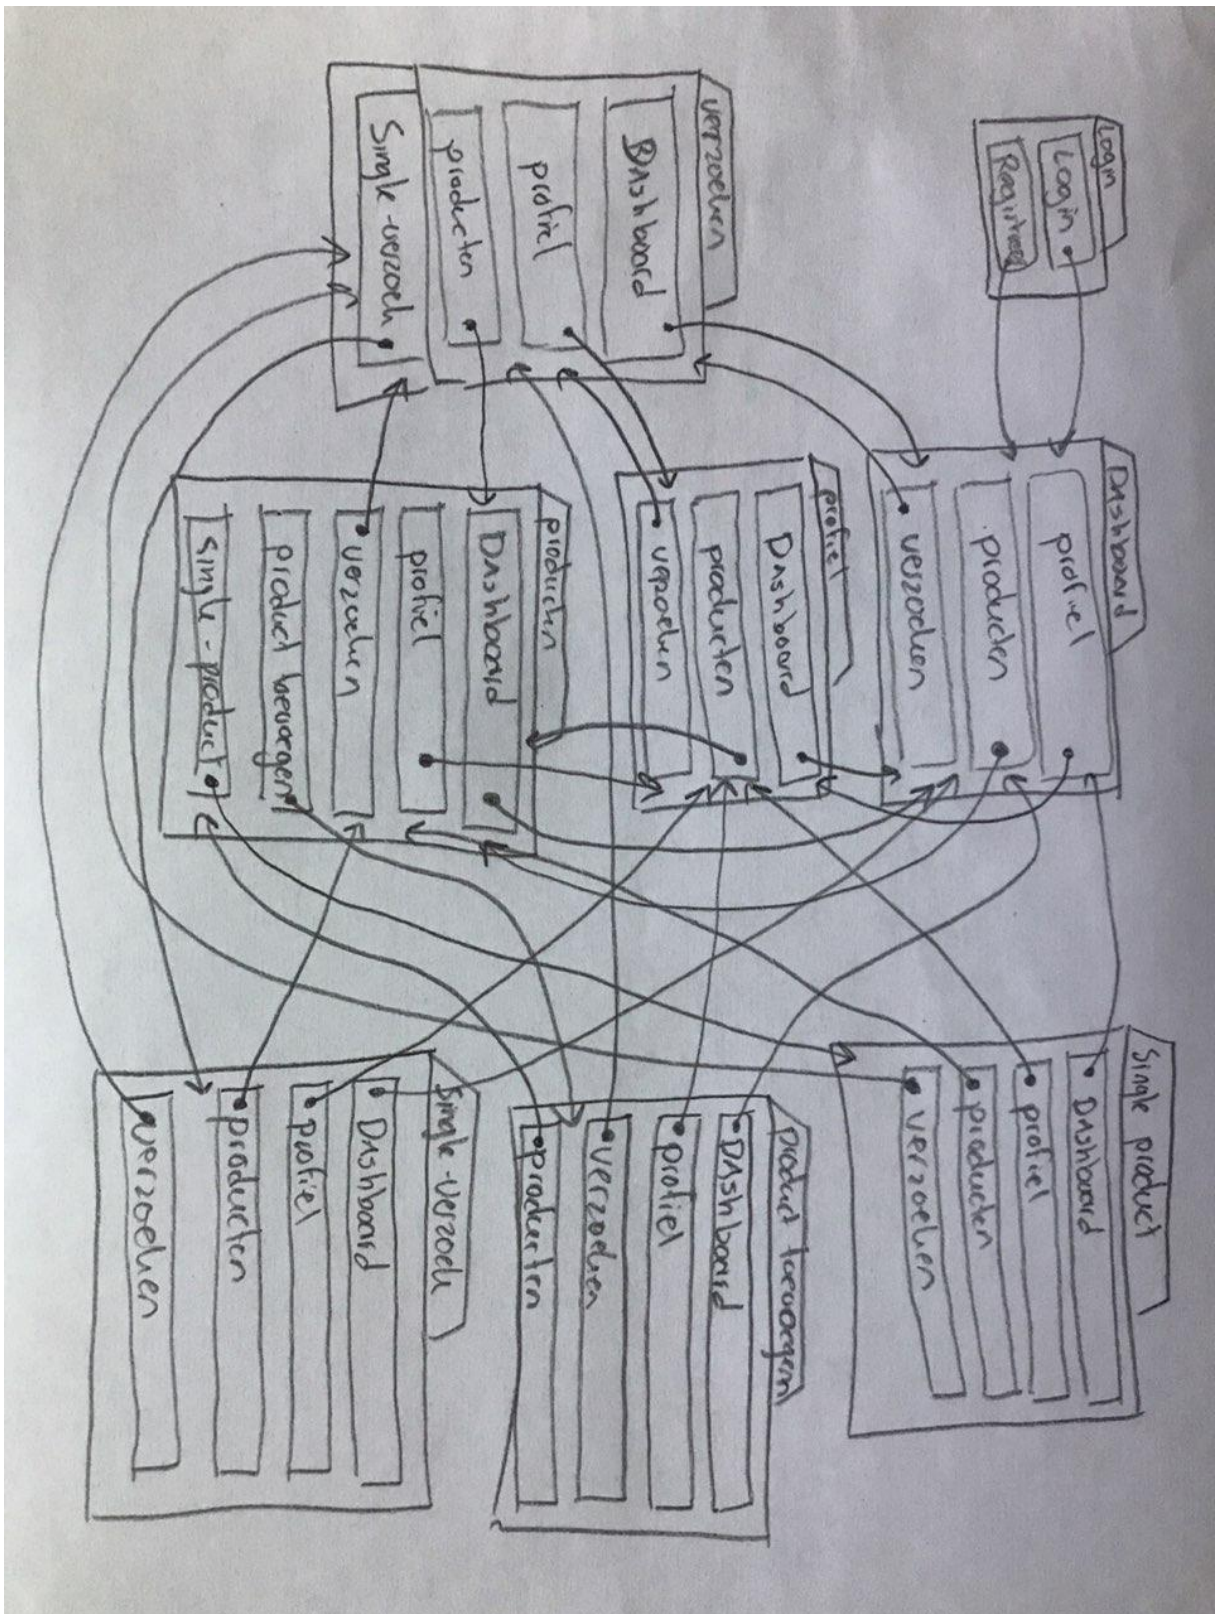 Login
Login
Registreer
Dashboard
profiel
producten
verzoeken
Single product
Dashboard
profiel
producten
verzoeken
profiel
Dashboard
producten
verzoeken
product toevoegen
Dashboard
profiel
verzoeken
producten
verzoeken
Dashboard
profiel
producten
Single-verzoek
producten
Dashboard
profiel
verzoeken
product toevoegen
single-product
Single-verzoek
Dashboard
profiel
producten
verzoeken